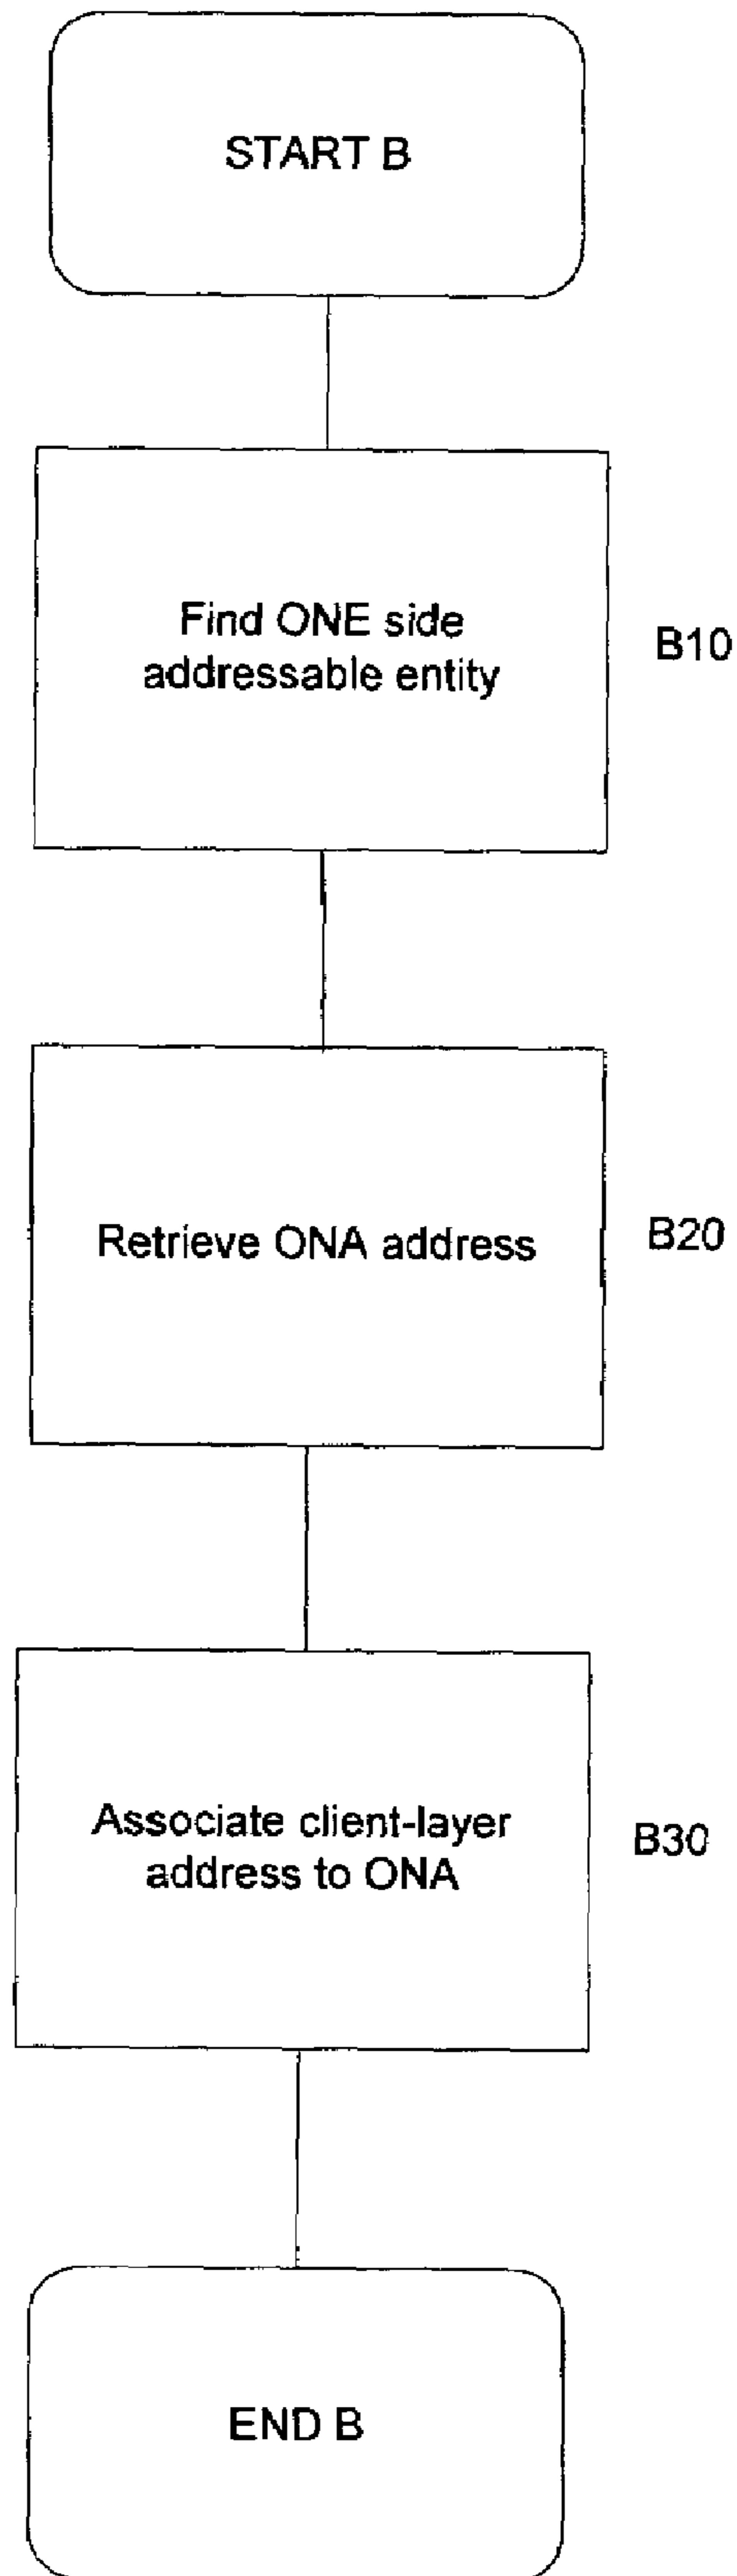 START B
Find ONE side
addressable entity
B10
Retrieve ONA address
B20
Associate client-layer
address to ONA
B30
END B